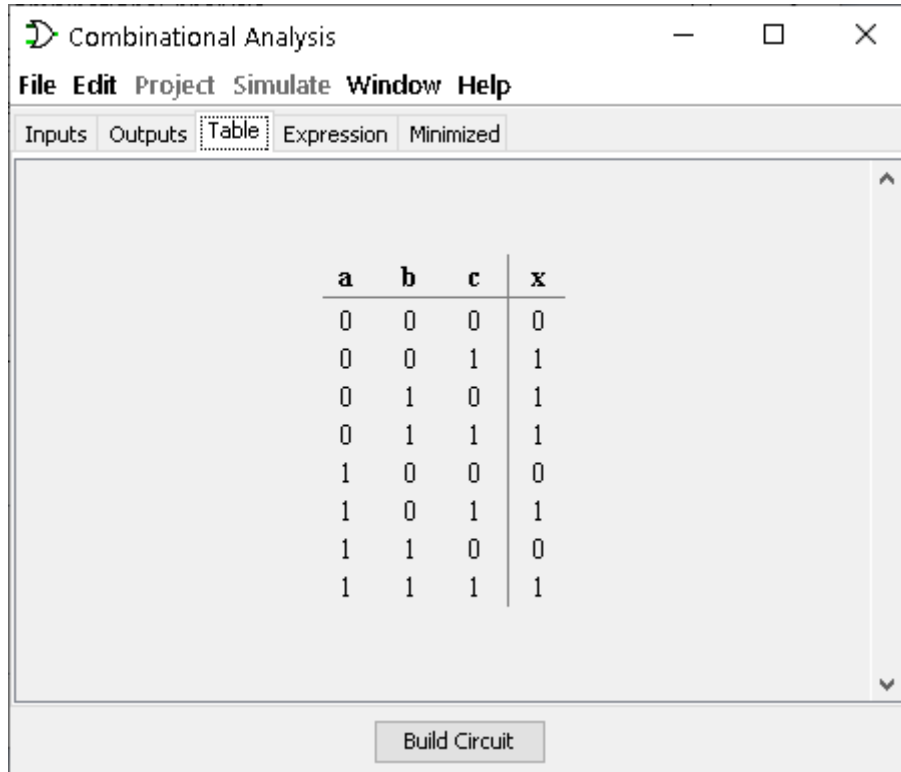 Combinational Analysis
File Edit Project Simulate Window Help
Inputs Outputs Table Expression Minimized
a b c x
0 0 0 0
0 0 1 1
0 1 0 1
0 1 1 1
1 0 0 0
1 0 1 1
1 1 0 0
1 1 1 1
Build Circuit